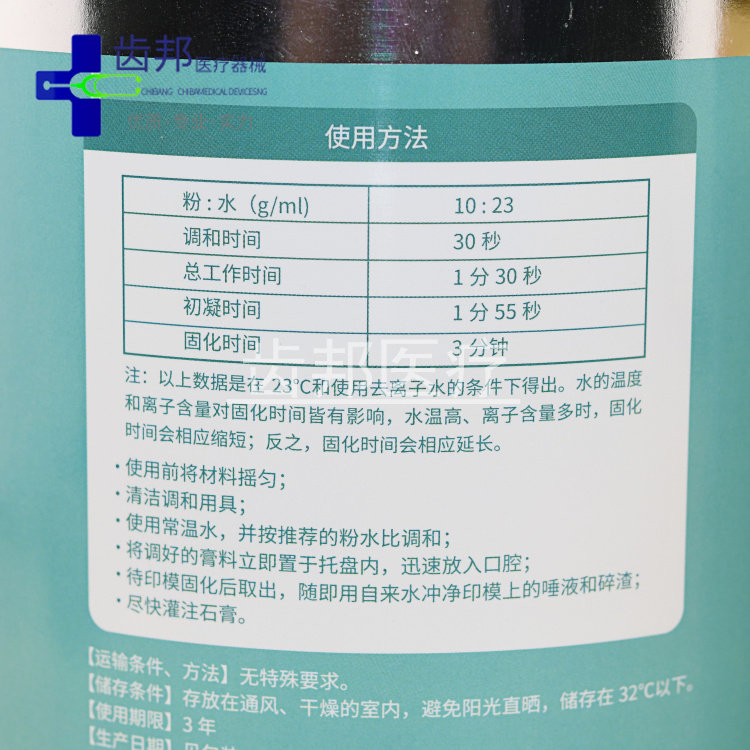 齿邦医疗器械
CHIBANG CHIBAMEDICAL DEVICESNG
使用方法
粉:水（g/ml) 10:23
调和时间 30 秒
总工作时间 1 分 30 秒
初凝时间 1 分 55 秒
固化时间 3 分钟
齿邦医疗
注：以上数据是在 23℃和使用去离子水的条件下得出。水的温度
和离子含量对固化时间皆有影响，水温高、离子含量多时，固化
时间会相应缩短；反之，固化时间会相应延长。
·使用前将材料摇匀；
·清洁调和用具；
·使用常温水，并按推荐的粉水比调和；
·将调好的膏料立即置于托盘内，迅速放入口腔；
·待印模固化后取出，随即用自来水冲净印模上的唾液和碎渣；
·尽快灌注石膏。
【运输条件、方法】无特殊要求。
【储存条件】存放在通风、干燥的室内，避免阳光直晒，储存在 32℃以下。
【使用期限】3 年
【生产日期】见包装